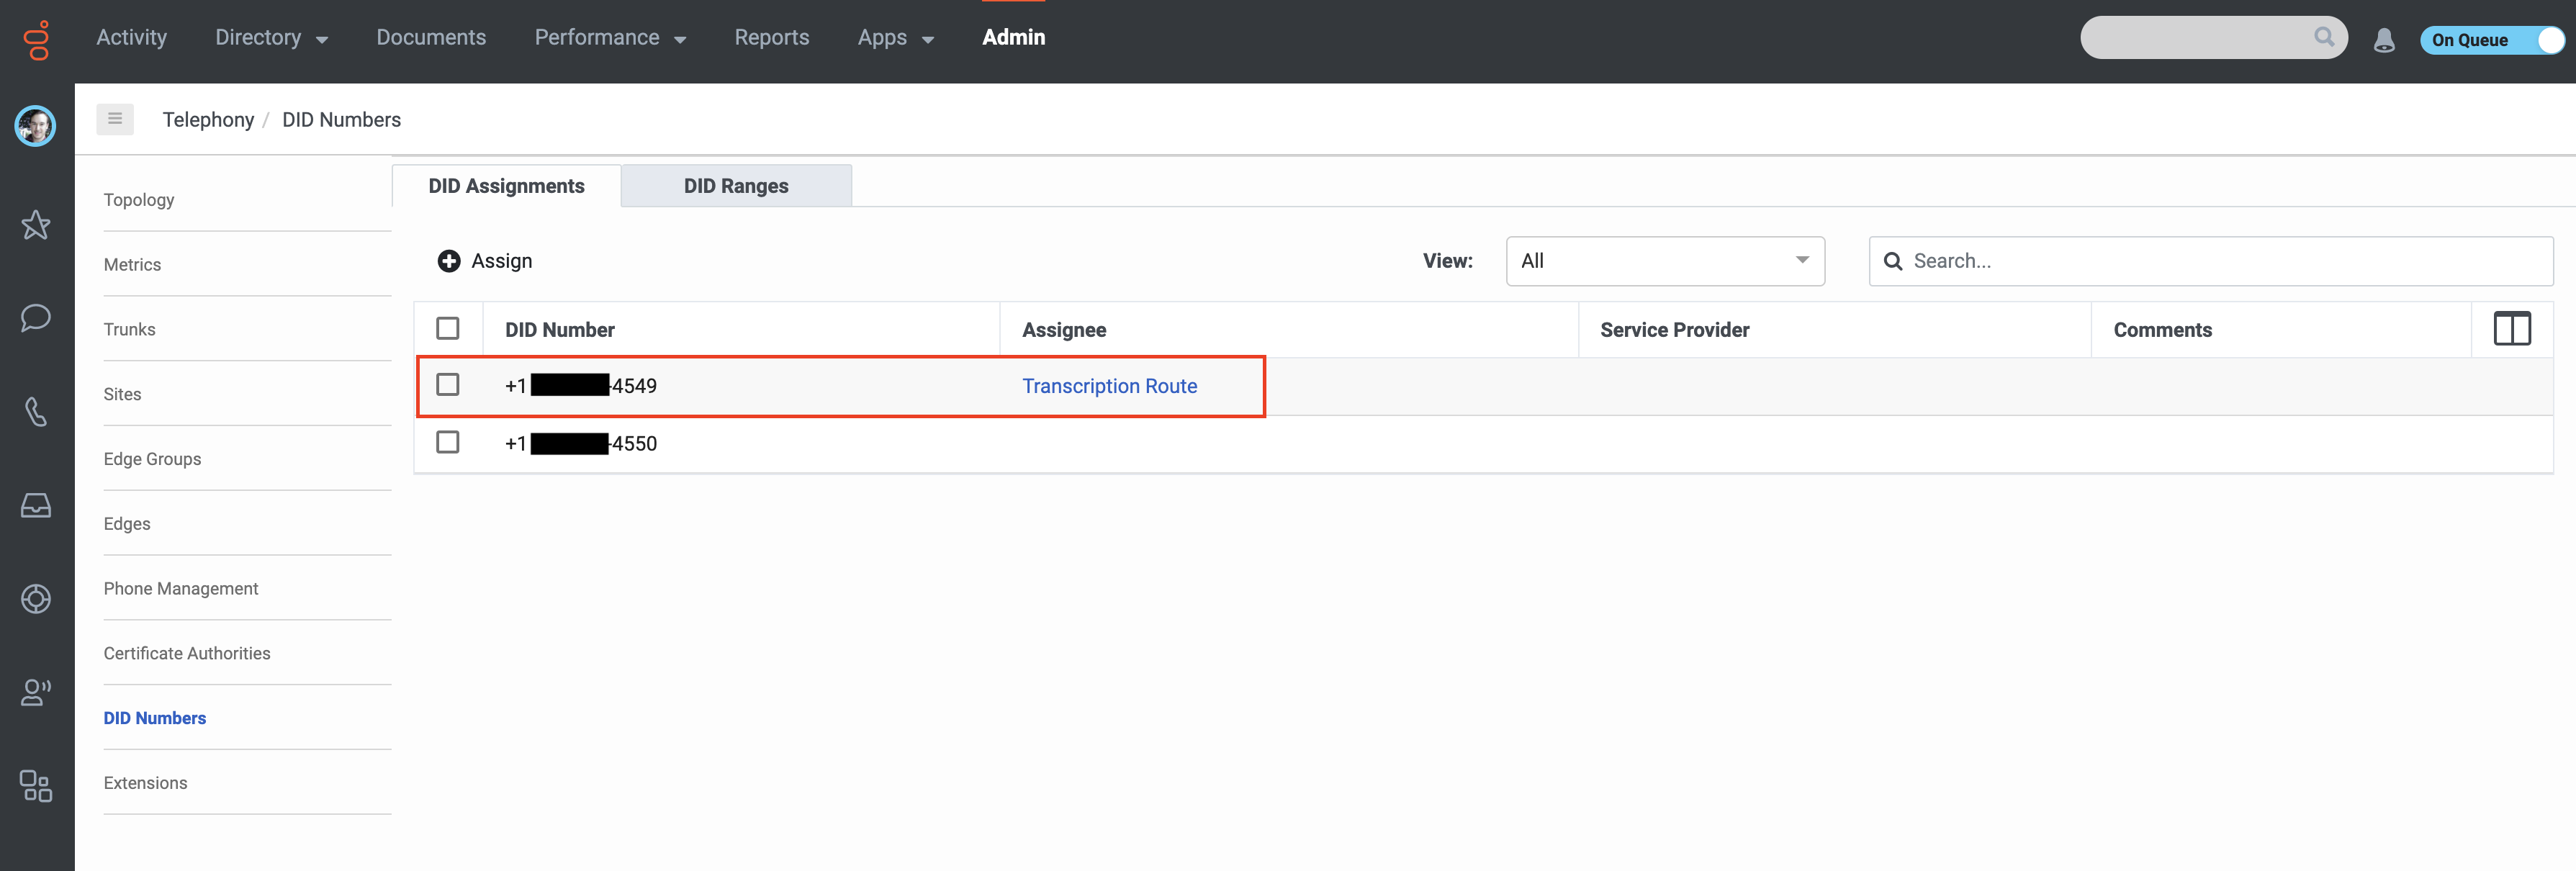 Activity Directory Documents Performance Reports Apps Admin On Queue
Telephony / DID Numbers
DID Assignments DID Ranges
Topology
Metrics
Trunks
Sites
Edge Groups
Edges
Phone Management
Certificate Authorities
DID Numbers
Extensions
Assign View: All Search...
DID Number Assignee Service Provider Comments
+1 -4549 Transcription Route
+1 -4550